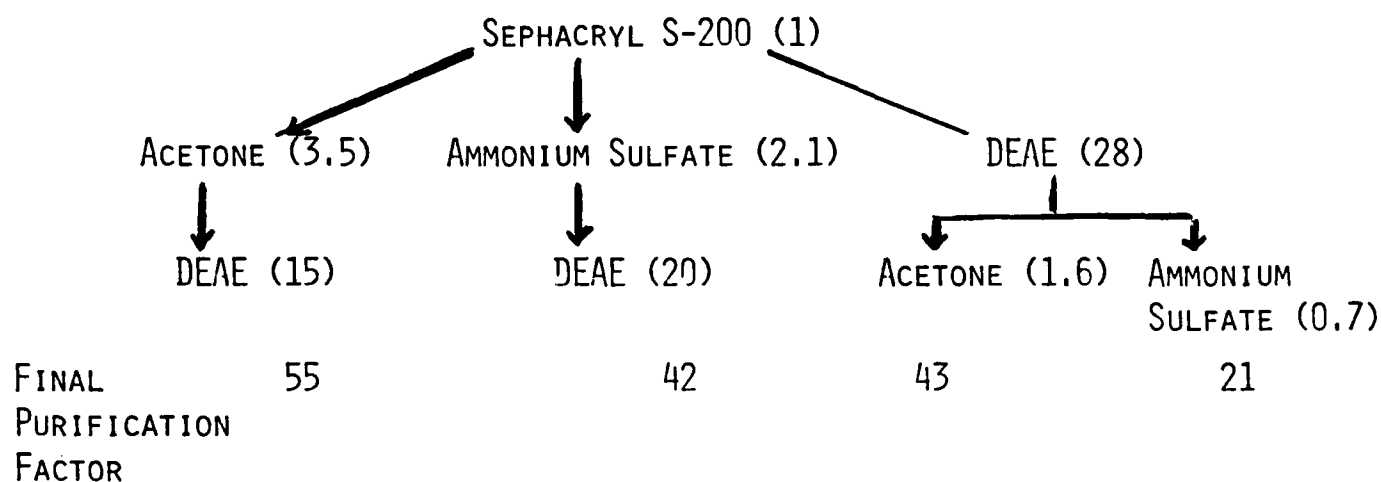 SEPHACRYL S-200 (1)
ACETONE (3.5) AMMONIUM SULFATE (2.1) DEAE (28)
DEAE (15) DEAE (20) ACETONE (1.6) AMMONIUM
SULFATE (0.7)
FINAL 55 42 43 21
PURIFICATION
FACTOR